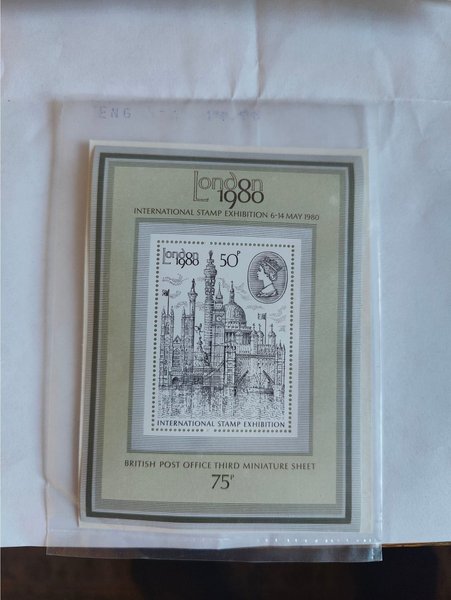 ENG
London
1980
INTERNATIONAL STAMP EXHIBITION 6-14 MAY 1980
London
1980
50P
INTERNATIONAL STAMP EXHIBITION
BRITISH POST OFFICE THIRD MINIATURE SHEET
75P